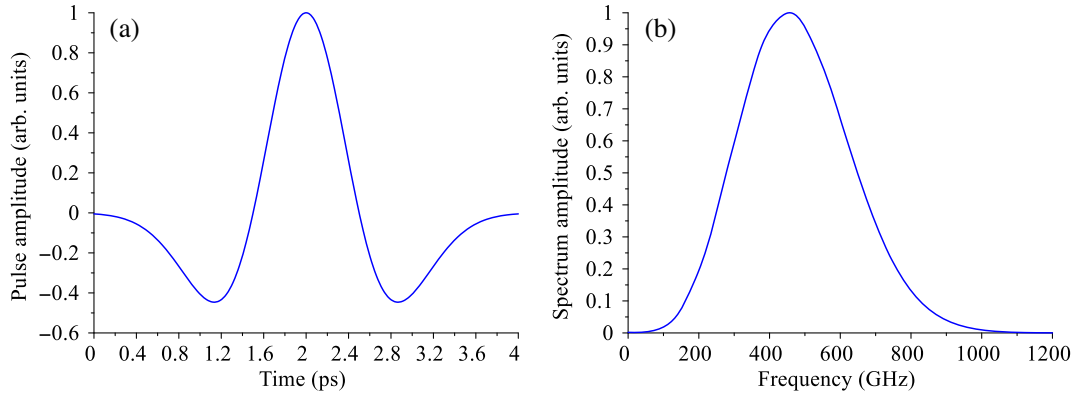 (a)
Pulse amplitude (arb. units)
1
0.8
0.6
0.4
0.2
0
−0.2
−0.4
−0.6
0 0.4 0.8 1.2 1.6 2 2.4 2.8 3.2 3.6 4
Time (ps)
(b)
Spectrum amplitude (arb. units)
1
0.9
0.8
0.7
0.6
0.5
0.4
0.3
0.2
0.1
0
0 200 400 600 800 1000 1200
Frequency (GHz)